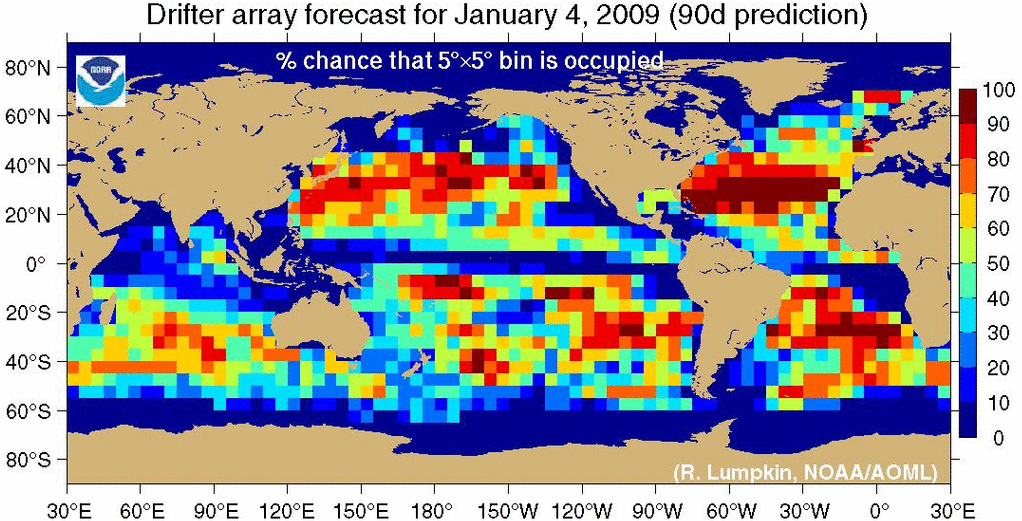 Drifter array forecast for January 4, 2009 (90d prediction)
% chance that 5°×5° bin is occupied
NOAA
80°N
60°N
40°N
20°N
0°
20°S
40°S
60°S
80°S
(R. Lumpkin, NOAA/AOML)
30°E 60°E 90°E 120°E 150°E 180° 150°W 120°W 90°W 60°W 30°W 0° 30°E
100
90
80
70
60
50
40
30
20
10
0